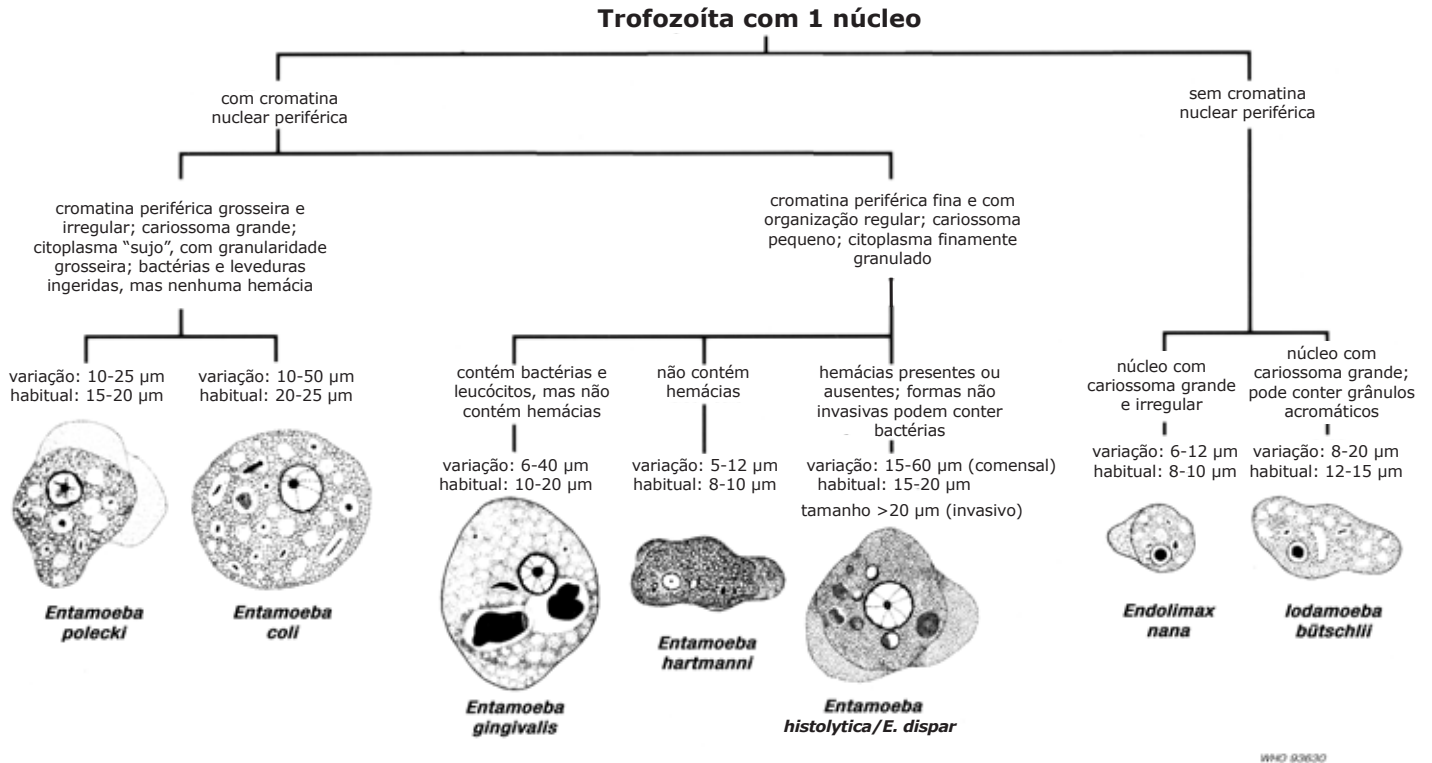 Trofozoíta com 1 núcleo
com cromatina
nuclear periférica
sem cromatina
nuclear periférica
cromatina periférica grosseira e
irregular; cariossoma grande;
citoplasma “sujo”, com granularidade
grosseira; bactérias e leveduras
ingeridas, mas nenhuma hemácia
cromatina periférica fina e com
organização regular; cariossoma
pequeno; citoplasma finamente
granulado
variação: 10-25 µm
habitual: 15-20 µm
variação: 10-50 µm
habitual: 20-25 µm
contém bactérias e
leucócitos, mas não
contém hemácias
não contém
hemácias
hemácias presentes ou
ausentes; formas não
invasivas podem conter
bactérias
núcleo com
cariossoma grande
e irregular
núcleo com
cariossoma grande;
pode conter grânulos
acromáticos
variação: 6-40 µm
habitual: 10-20 µm
variação: 5-12 µm
habitual: 8-10 µm
variação: 15-60 µm (comensal)
habitual: 15-20 µm
tamanho >20 µm (invasivo)
variação: 6-12 µm
habitual: 8-10 µm
variação: 8-20 µm
habitual: 12-15 µm
Entamoeba
polecki
Entamoeba
coli
Entamoeba
gingivalis
Entamoeba
hartmanni
Entamoeba
histolytica/E. dispar
Endolimax
nana
Iodamoeba
bütschlii
WHO 93630